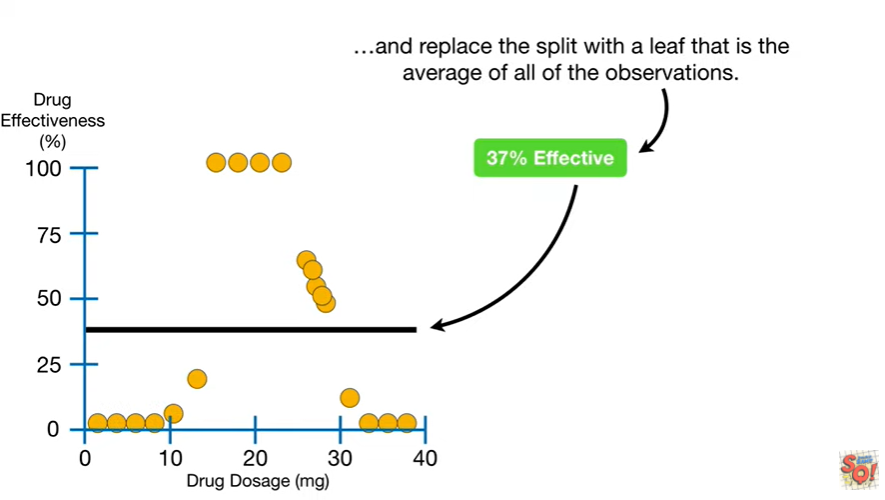 …and replace the split with a leaf that is the
average of all of the observations.
Drug
Effectiveness
(%)
37% Effective
100
75
50
25
0
0 10 20 30 40
Drug Dosage (mg)
SO!